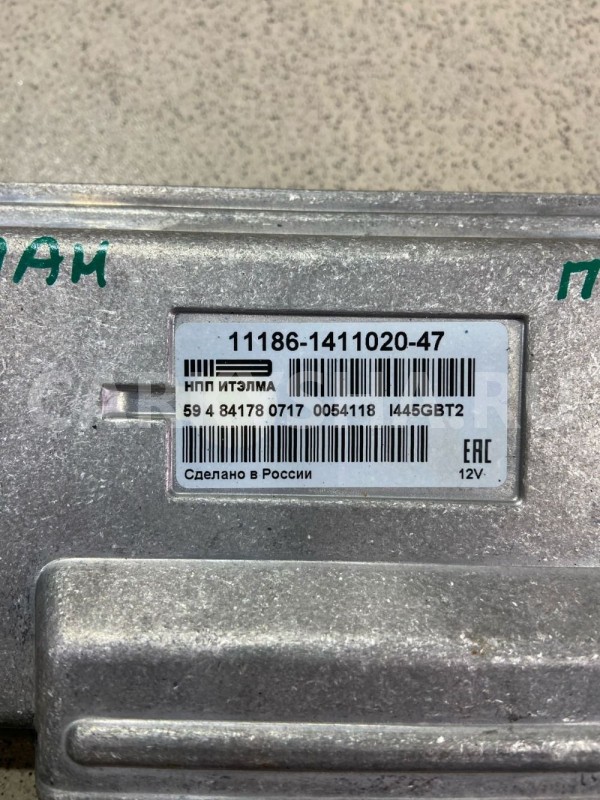 11186-1411020-47
НПП ИТЭЛМА
59 4 84178 0717 0054118 I445GBT2
EAC
Сделано в России
12V